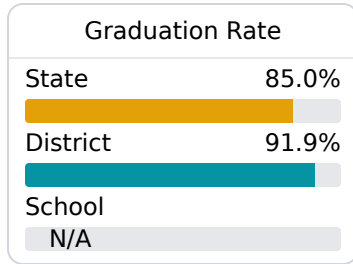 Graduation Rate
State 85.0%
District 91.9%
School
N/A